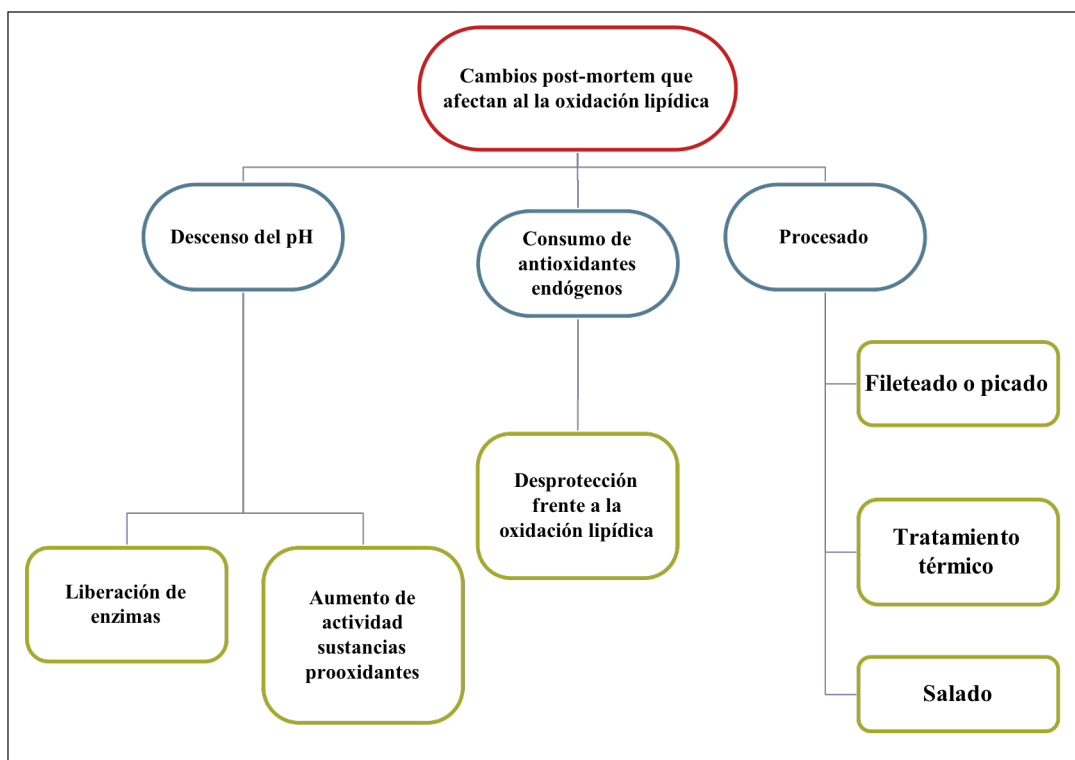 Cambios post-mortem que
afectan al la oxidación lipídica
Descenso del pH
Consumo de
antioxidantes
endógenos
Procesado
Fileteado o picado
Desprotección
frente a la
oxidación lipídica
Tratamiento
térmico
Liberación de
enzimas
Aumento de
actividad
sustancias
prooxidantes
Salado